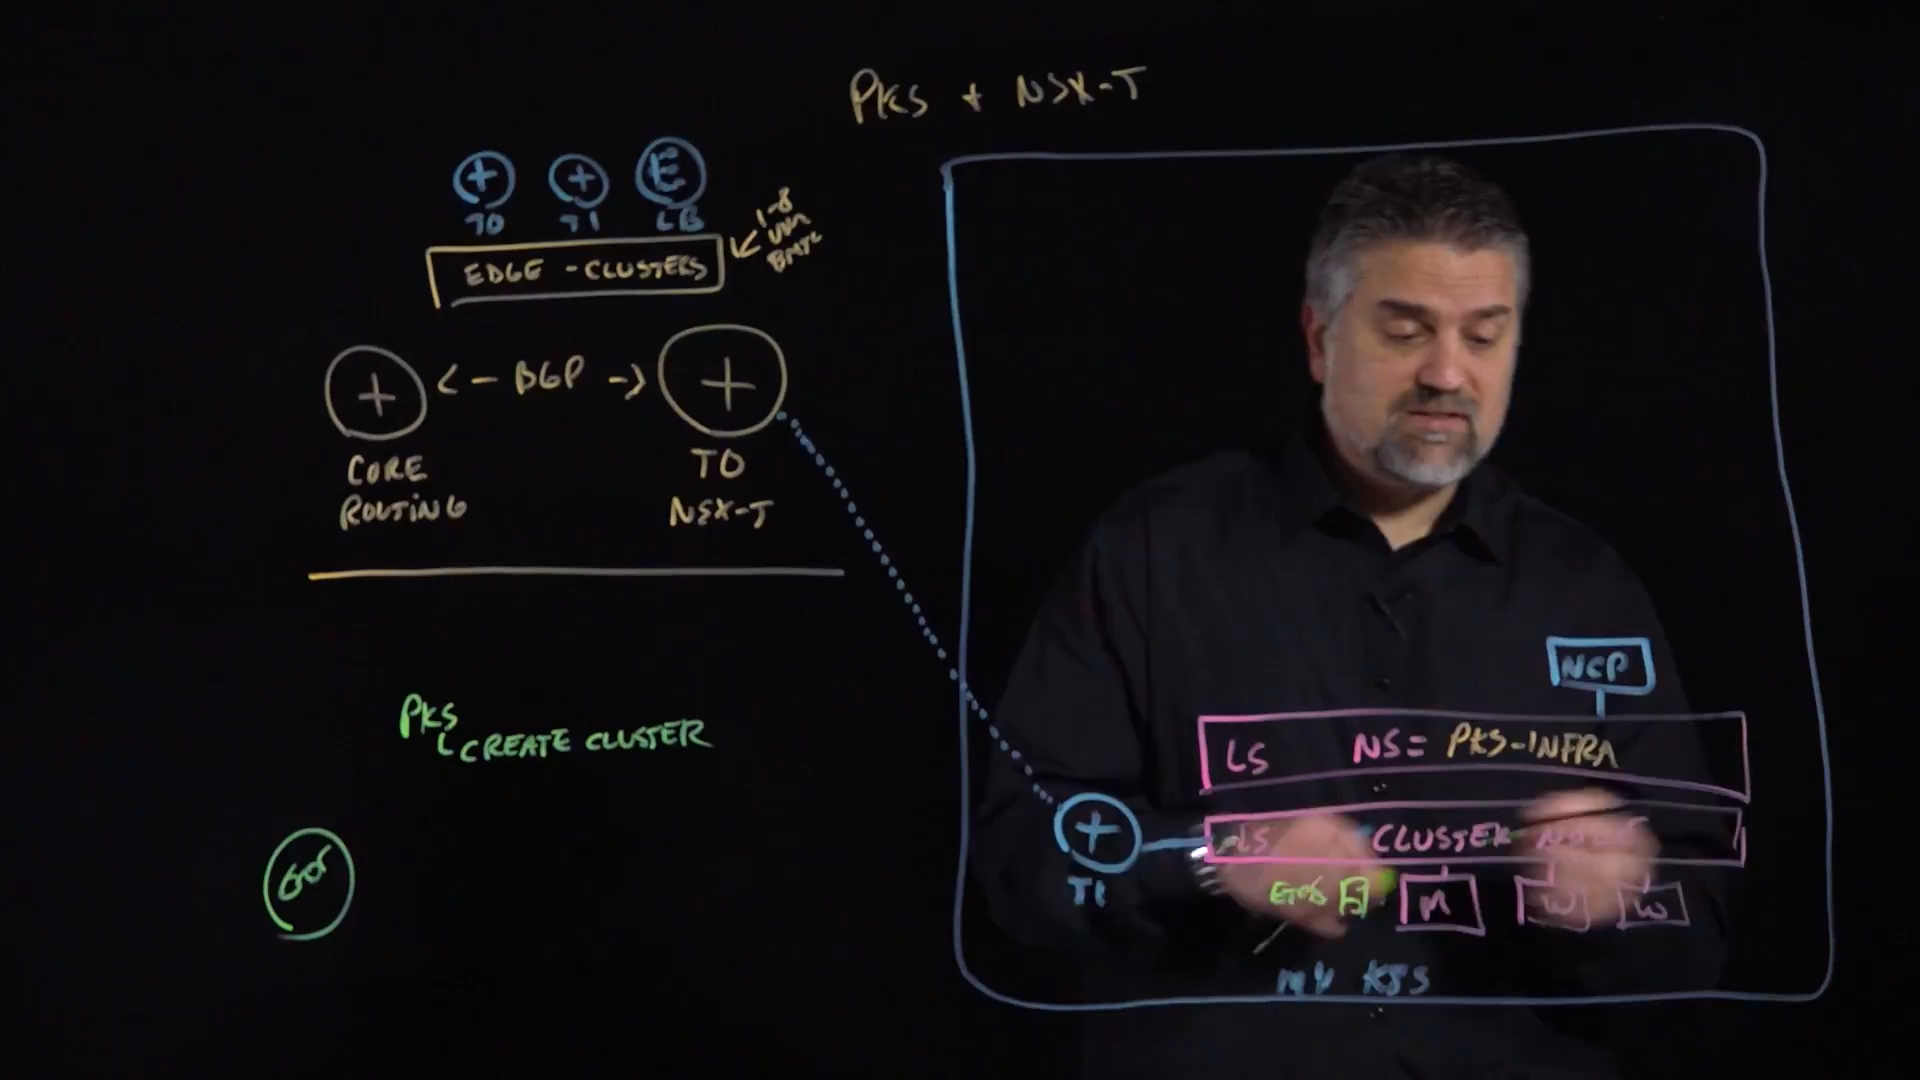 PKS + NSX-T
T0 T1 LB
EDGE - CLUSTERS
1-8
VM
<- BGP ->
CORE
ROUTING
T0
NSX-T
PKS
CREATE CLUSTER
NCP
LS NS= PKS-INFRA
LS CLUSTER
T1
M W W
MY K8S